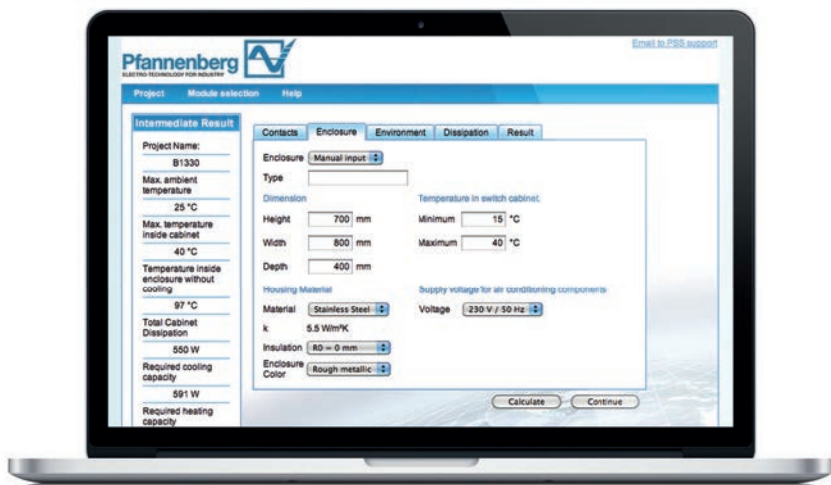 Email to PSS support
Pfannenberg
ELECTRO-TECHNOLOGY FOR INDUSTRY
Project Module selection Help
Intermediate Result
Project Name:
B1330
Max. ambient
temperature
25 °C
Max. temperature
inside cabinet
40 °C
Temperature inside
enclosure without
cooling
97 °C
Total Cabinet
Dissipation
550 W
Required cooling
capacity
591 W
Required heating
capacity
Contacts Enclosure Environment Dissipation Result
Enclosure Manual input
Type
Dimension Temperature in switch cabinet.
Height 700 mm Minimum 15 °C
Width 800 mm Maximum 40 °C
Depth 400 mm
Housing Material Supply voltage for air conditioning components
Material Stainless Steel Voltage 230 V / 50 Hz
k 5.5 W/m²K
Insulation R0 = 0 mm
Enclosure
Color Rough metallic
Calculate Continue